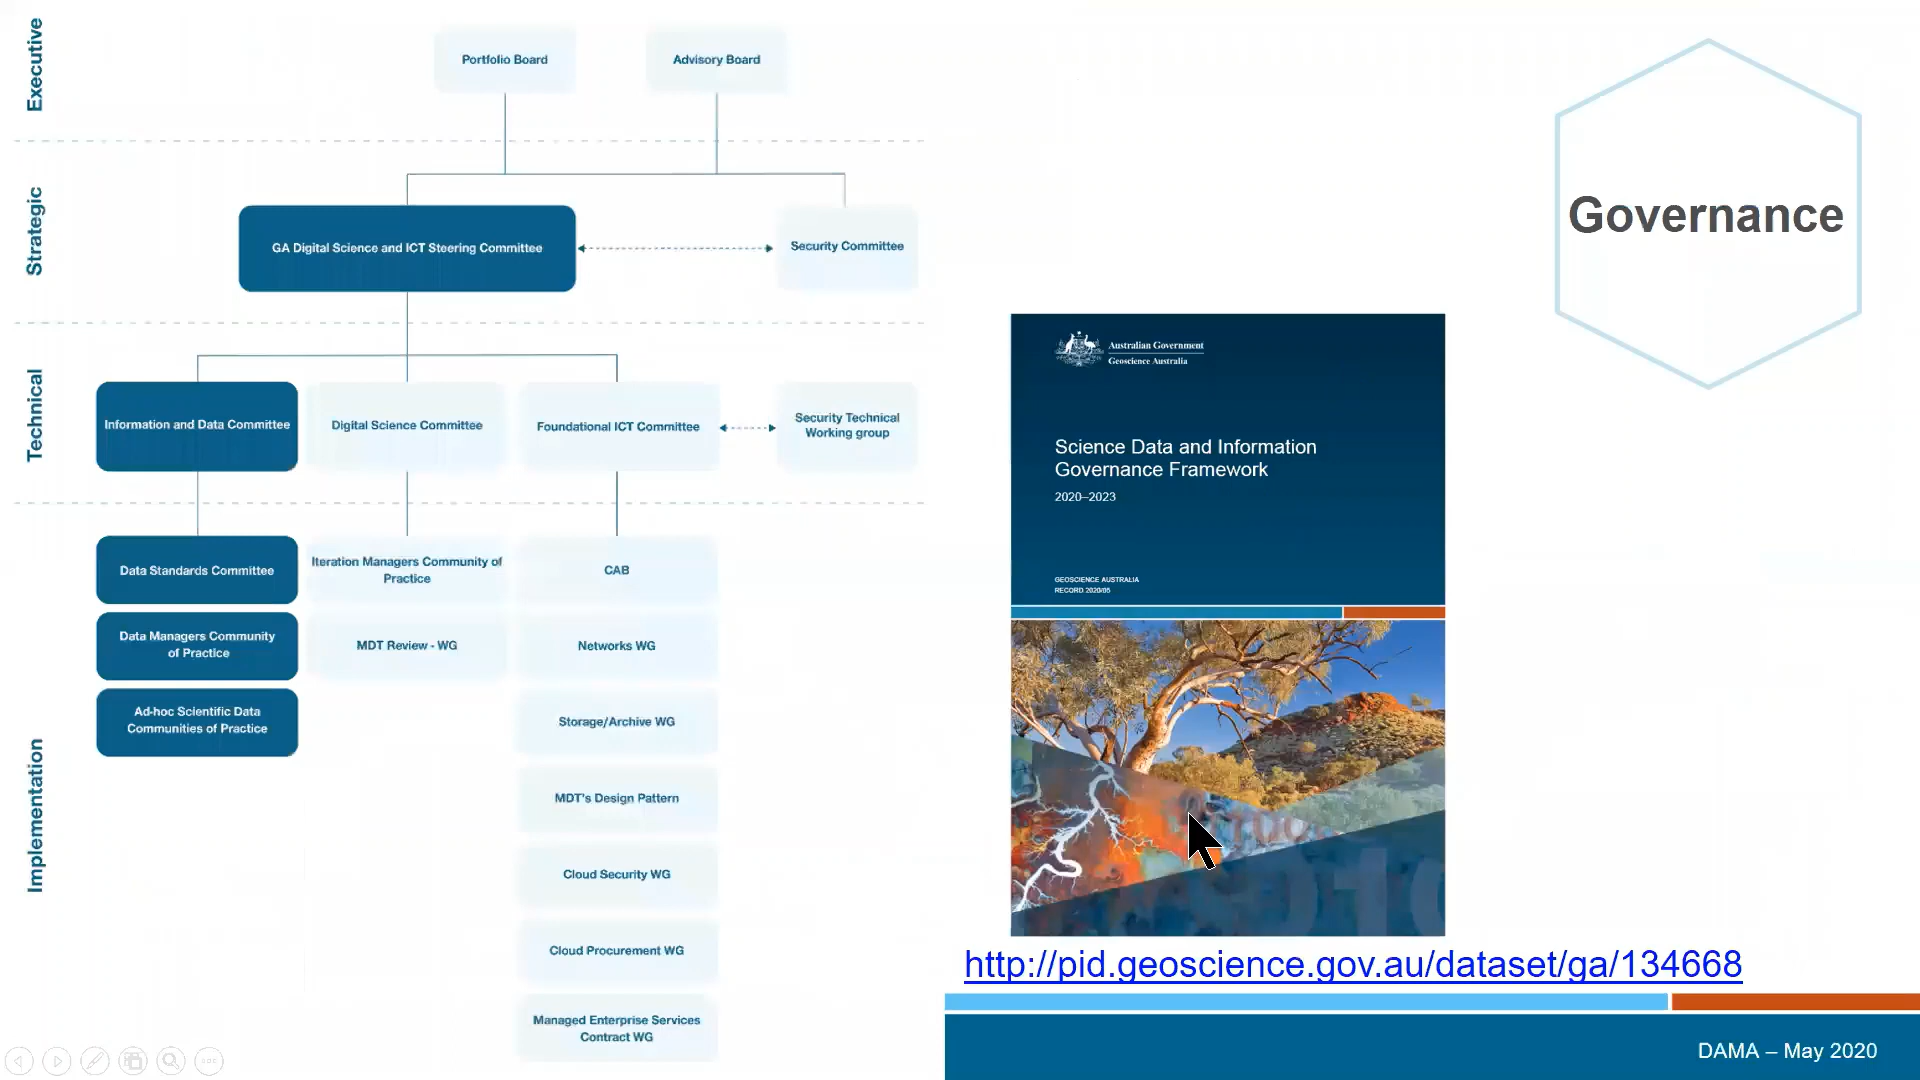 Executive
Portfolio Board
Advisory Board
Governance
Strategic
GA Digital Science and ICT Steering Committee
Security Committee
Technical
Information and Data Committee
Digital Science Committee
Foundational ICT Committee
Security Technical
Working group
Implementation
Data Standards Committee
Data Managers Community
of Practice
Ad-hoc Scientific Data
Communities of Practice
Iteration Managers Community of
Practice
MDT Review - WG
CAB
Networks WG
Storage/Archive WG
MDT's Design Pattern
Cloud Security WG
Cloud Procurement WG
Managed Enterprise Services
Contract WG
Australian Government
Geoscience Australia
Science Data and Information
Governance Framework
2020–2023
GEOSCIENCE AUSTRALIA
RECORD 2020/05
http://pid.geoscience.gov.au/dataset/ga/134668
DAMA – May 2020